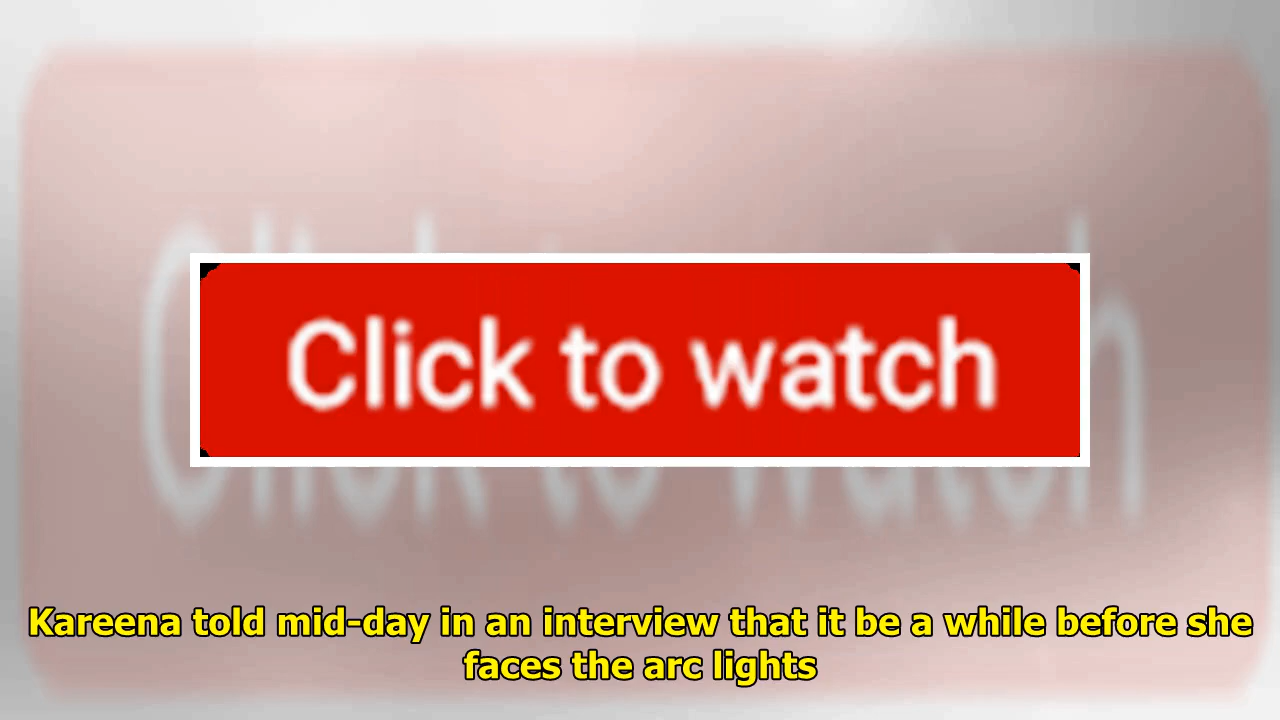 Click to watch
Kareena told mid-day in an interview that it be a while before she
faces the arc lights